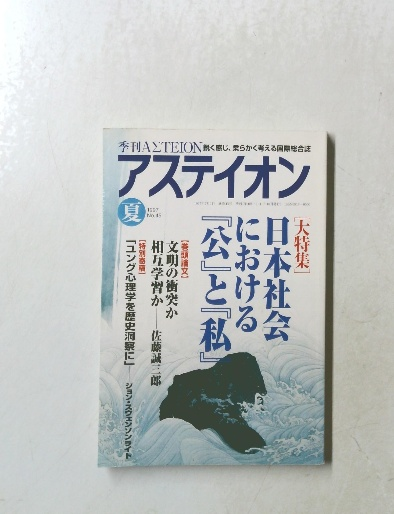 季刊ΑΣΤΕΙΟΝ 鋭く感じ、柔らかく考える国際総合誌
アステイオン
夏
1997
No.45
[大特集]
日本社会
における
『公』と『私』
【巻頭論文】
文明の衝突か
相互学習か——佐藤誠三郎
【特別寄稿】
「ユング心理学を歴史洞察に」——ジョン・スウェンソンライト